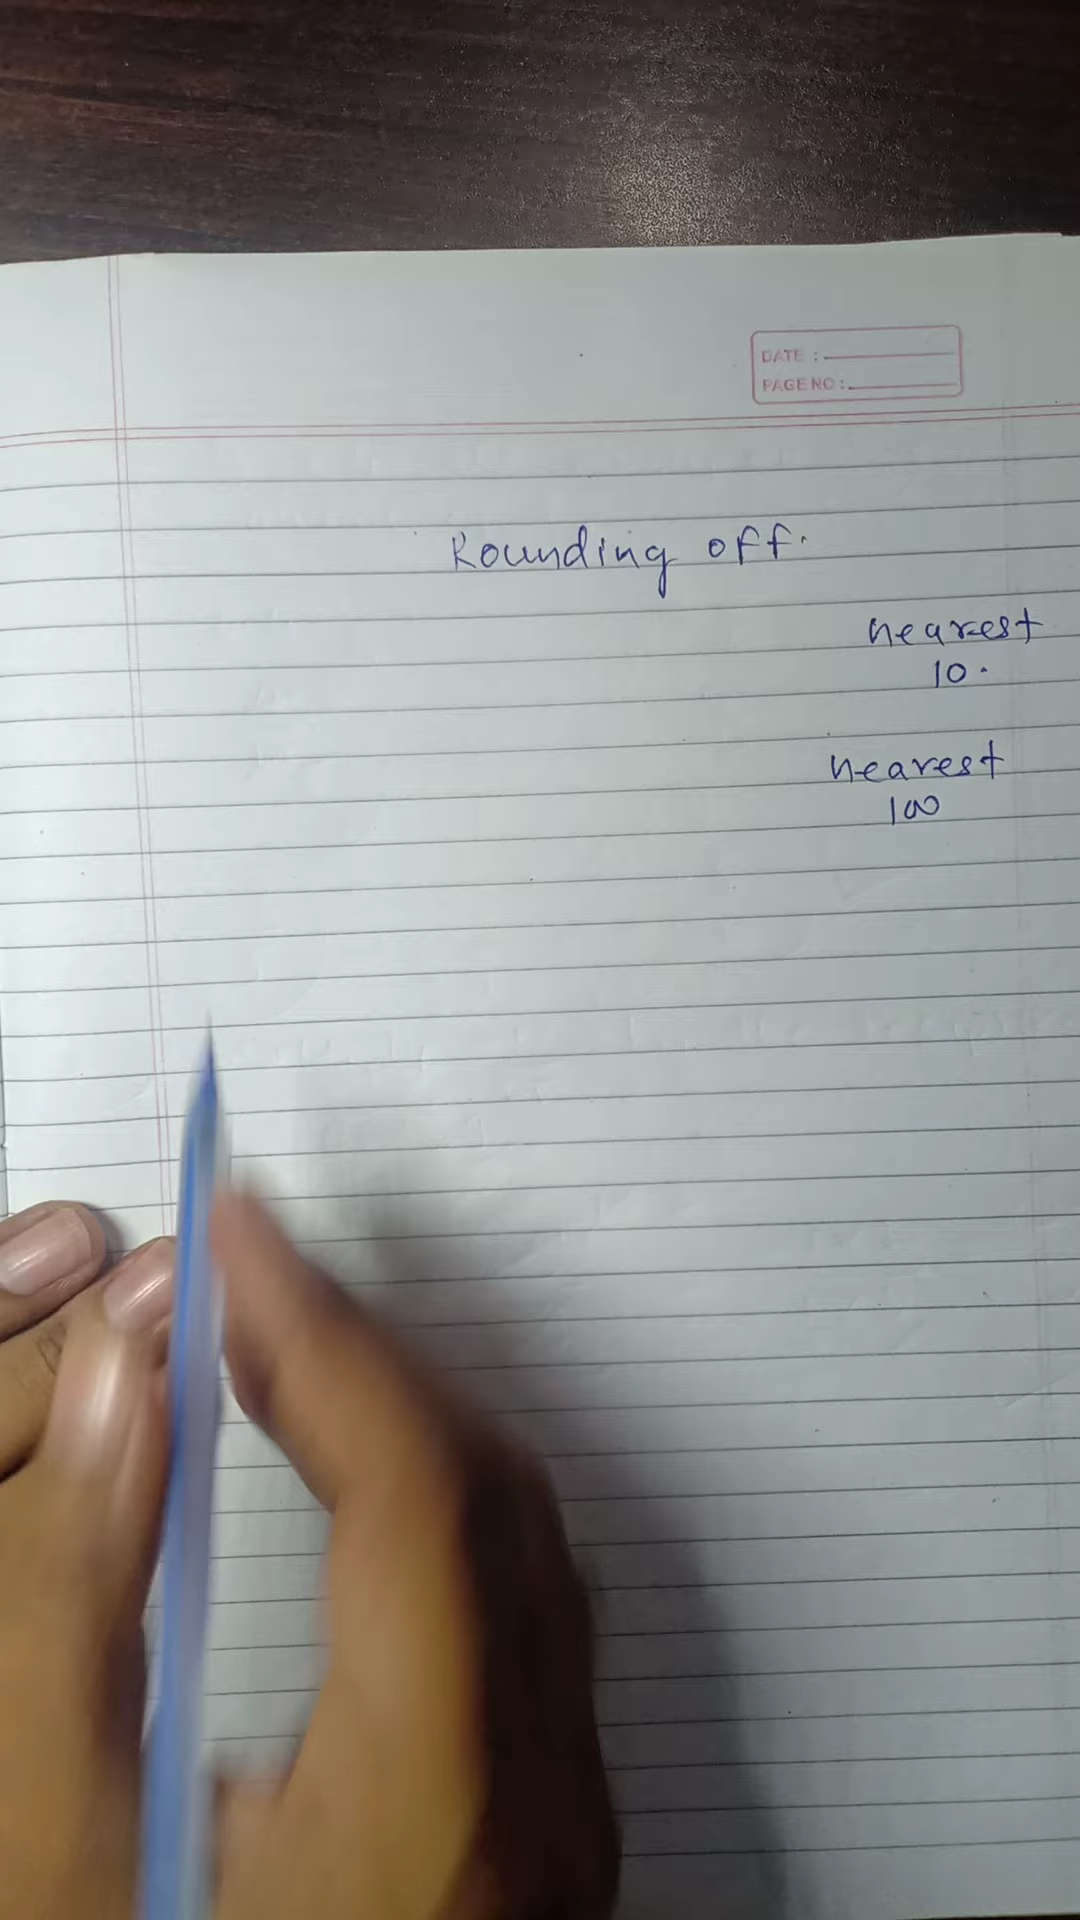 DATE :
PAGE NO :
Rounding off.
nearest
10.
nearest
100